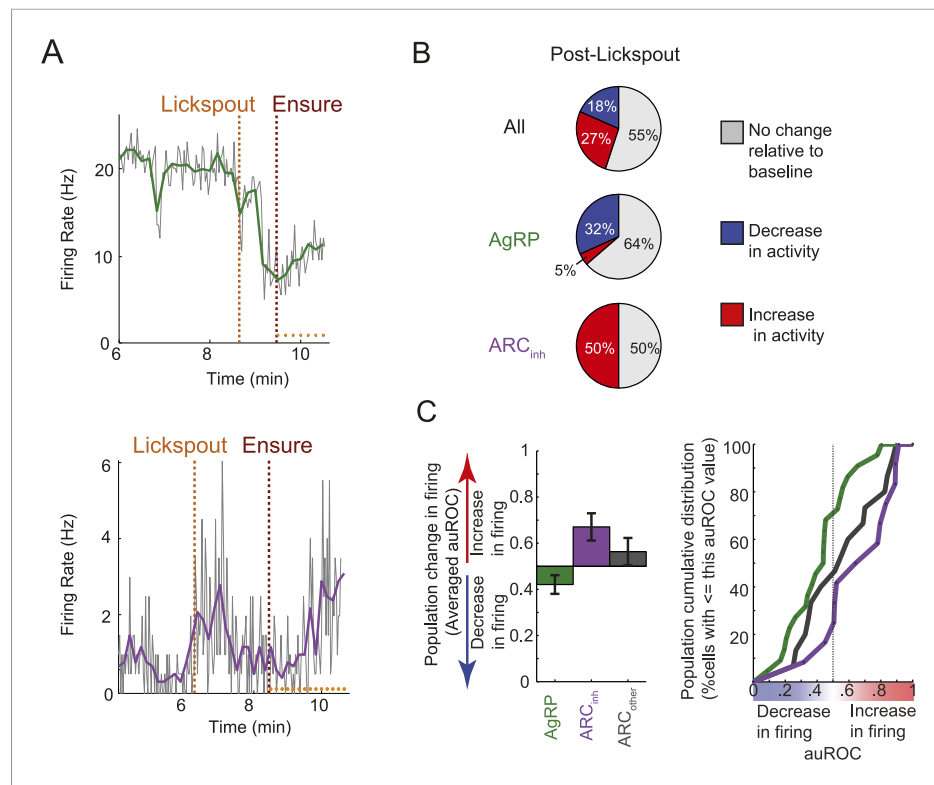 A
Lickspout Ensure
Firing Rate (Hz)
20
10
0
6 8 10
Time (min)
Lickspout Ensure
Firing Rate (Hz)
6
4
2
0
6 8 10
Time (min)
B
Post-Lickspout
All
18%
27%
55%
AgRP
32%
64%
5%
ARCinh
50%
50%
No change
relative to
baseline
Decrease
in activity
Increase
in activity
C
Population change in firing
(Averaged auROC)
Increase
in firing
Decrease
in firing
1
0.8
0.6
0.4
0.2
0
AgRP
ARCinh
ARCother
Population cumulative distribution
(%cells with <= this auROC value)
100
80
60
40
20
0 .2 .4 .6 .8 1
Decrease
in firing
Increase
in firing
auROC